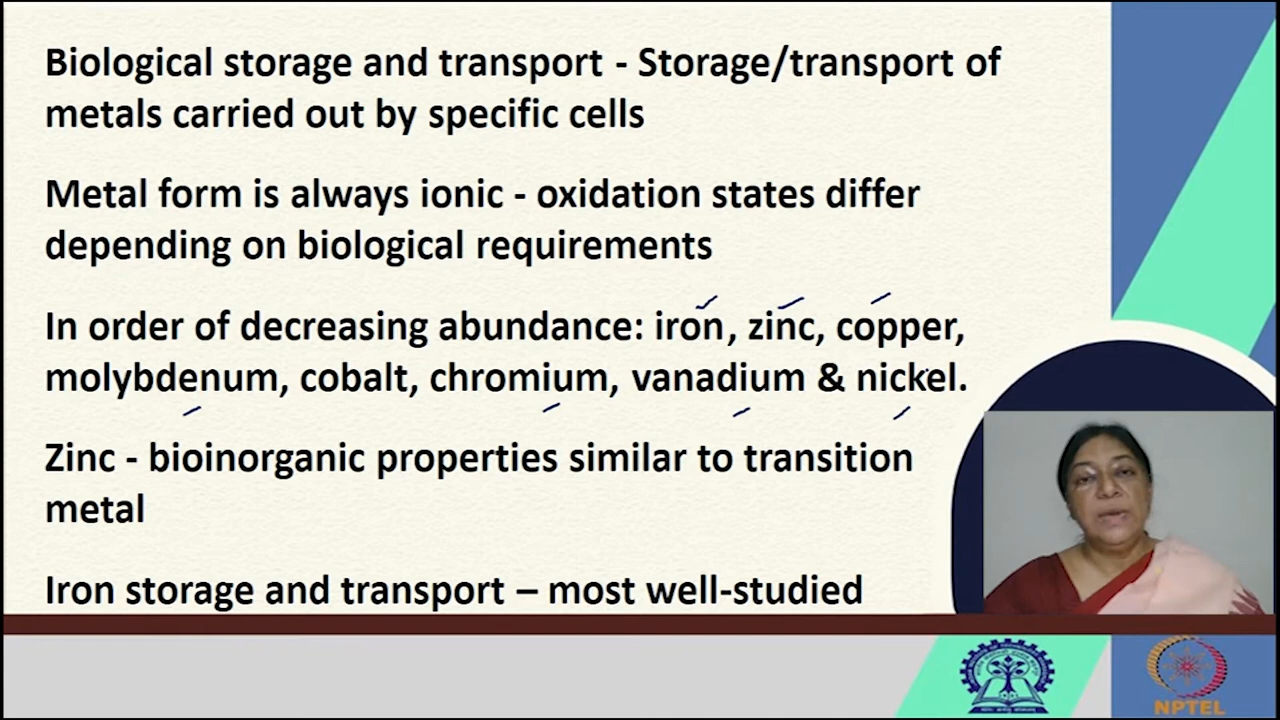 Biological storage and transport - Storage/transport of
metals carried out by specific cells
Metal form is always ionic - oxidation states differ
depending on biological requirements
In order of decreasing abundance: iron, zinc, copper,
molybdenum, cobalt, chromium, vanadium & nickel.
Zinc - bioinorganic properties similar to transition
metal
Iron storage and transport – most well-studied
NPTEL